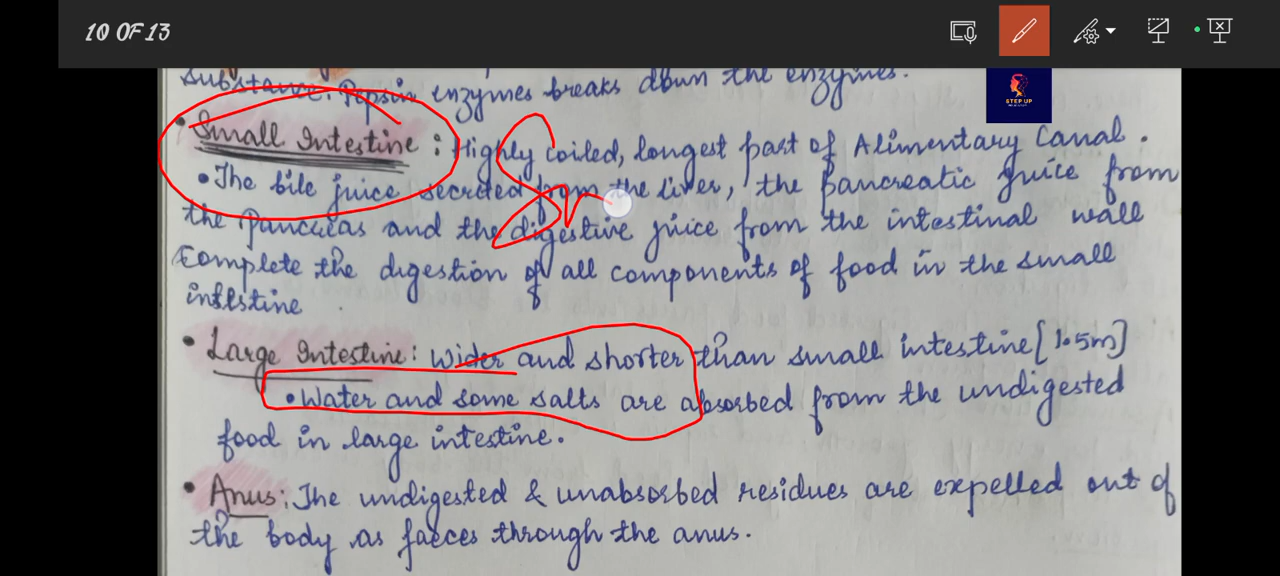 10 OF 13
Substance. Pepsin enzymes breaks down the enzymes.
STEP UP
• Small Intestine : Highly coiled, longest part of Alimentary Canal.
• The bile juice secreted from the liver, the pancreatic juice from
the Pancreas and the digestive juice from the intestinal wall
Complete the digestion of all components of food in the small
intestine
• Large Intestine: Wider and shorter than small intestine [1.5m]
• Water and some salts are absorbed from the undigested
food in large intestine.
• Anus: The undigested & unabsorbed residues are expelled out of
the body as faeces through the anus.